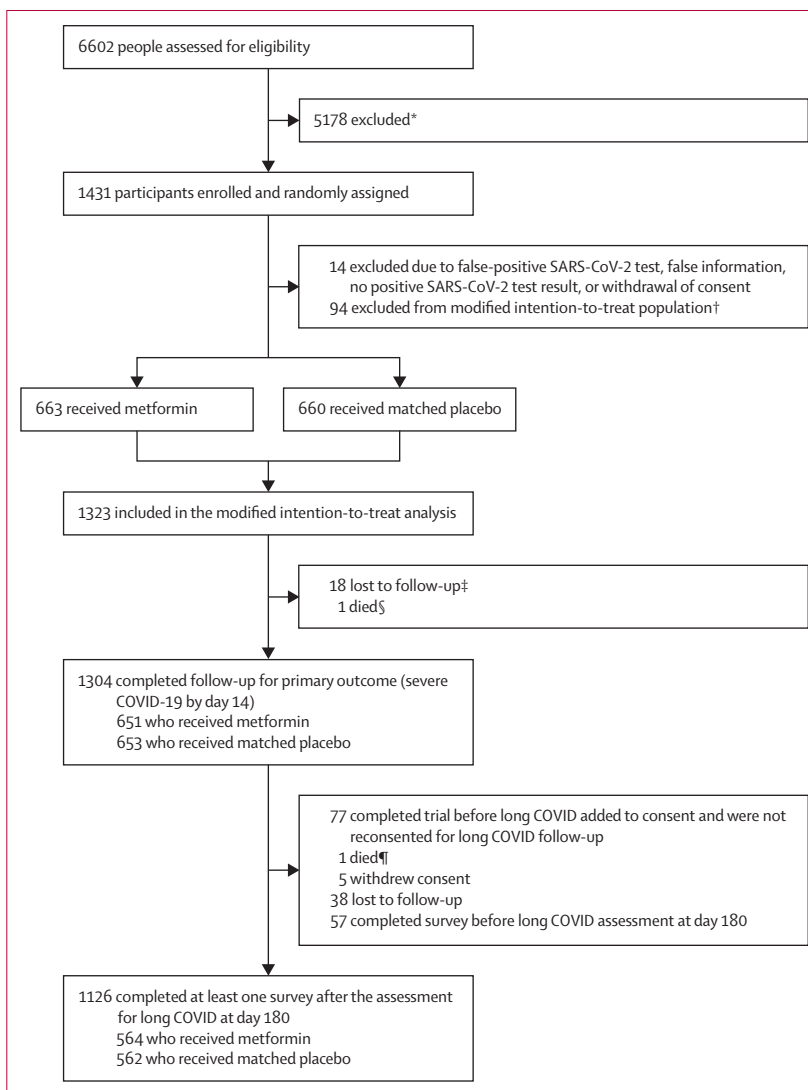 6602 people assessed for eligibility
5178 excluded*
1431 participants enrolled and randomly assigned
14 excluded due to false-positive SARS-CoV-2 test, false information,
no positive SARS-CoV-2 test result, or withdrawal of consent
94 excluded from modified intention-to-treat population†
663 received metformin
660 received matched placebo
1323 included in the modified intention-to-treat analysis
18 lost to follow-up‡
1 died§
1304 completed follow-up for primary outcome (severe
COVID-19 by day 14)
651 who received metformin
653 who received matched placebo
77 completed trial before long COVID added to consent and were not
reconsented for long COVID follow-up
1 died¶
5 withdrew consent
38 lost to follow-up
57 completed survey before long COVID assessment at day 180
1126 completed at least one survey after the assessment
for long COVID at day 180
564 who received metformin
562 who received matched placebo